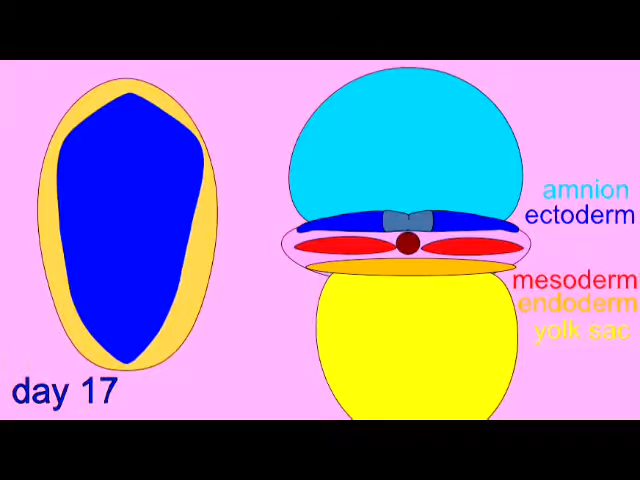 amnion
ectoderm
mesoderm
endoderm
yolk sac
day 17